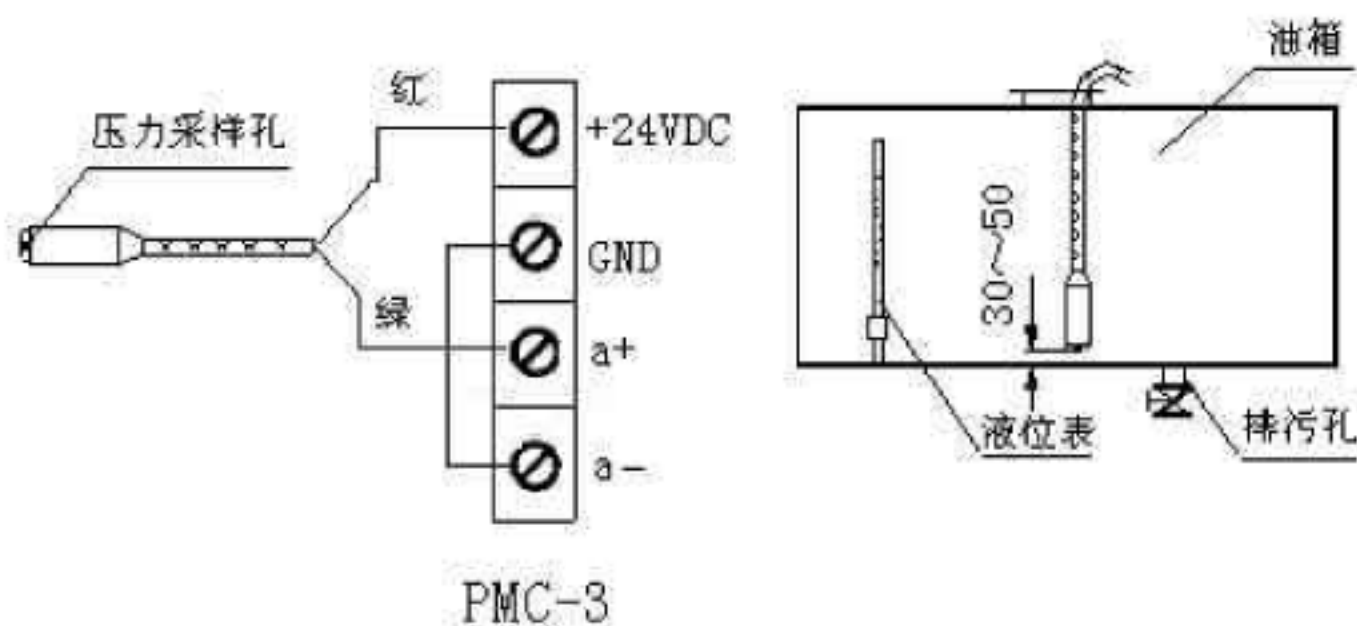 压力采样孔
红
绿
+24VDC
GND
a+
a-
PMC-3
油箱
30~50
液位表
排污孔